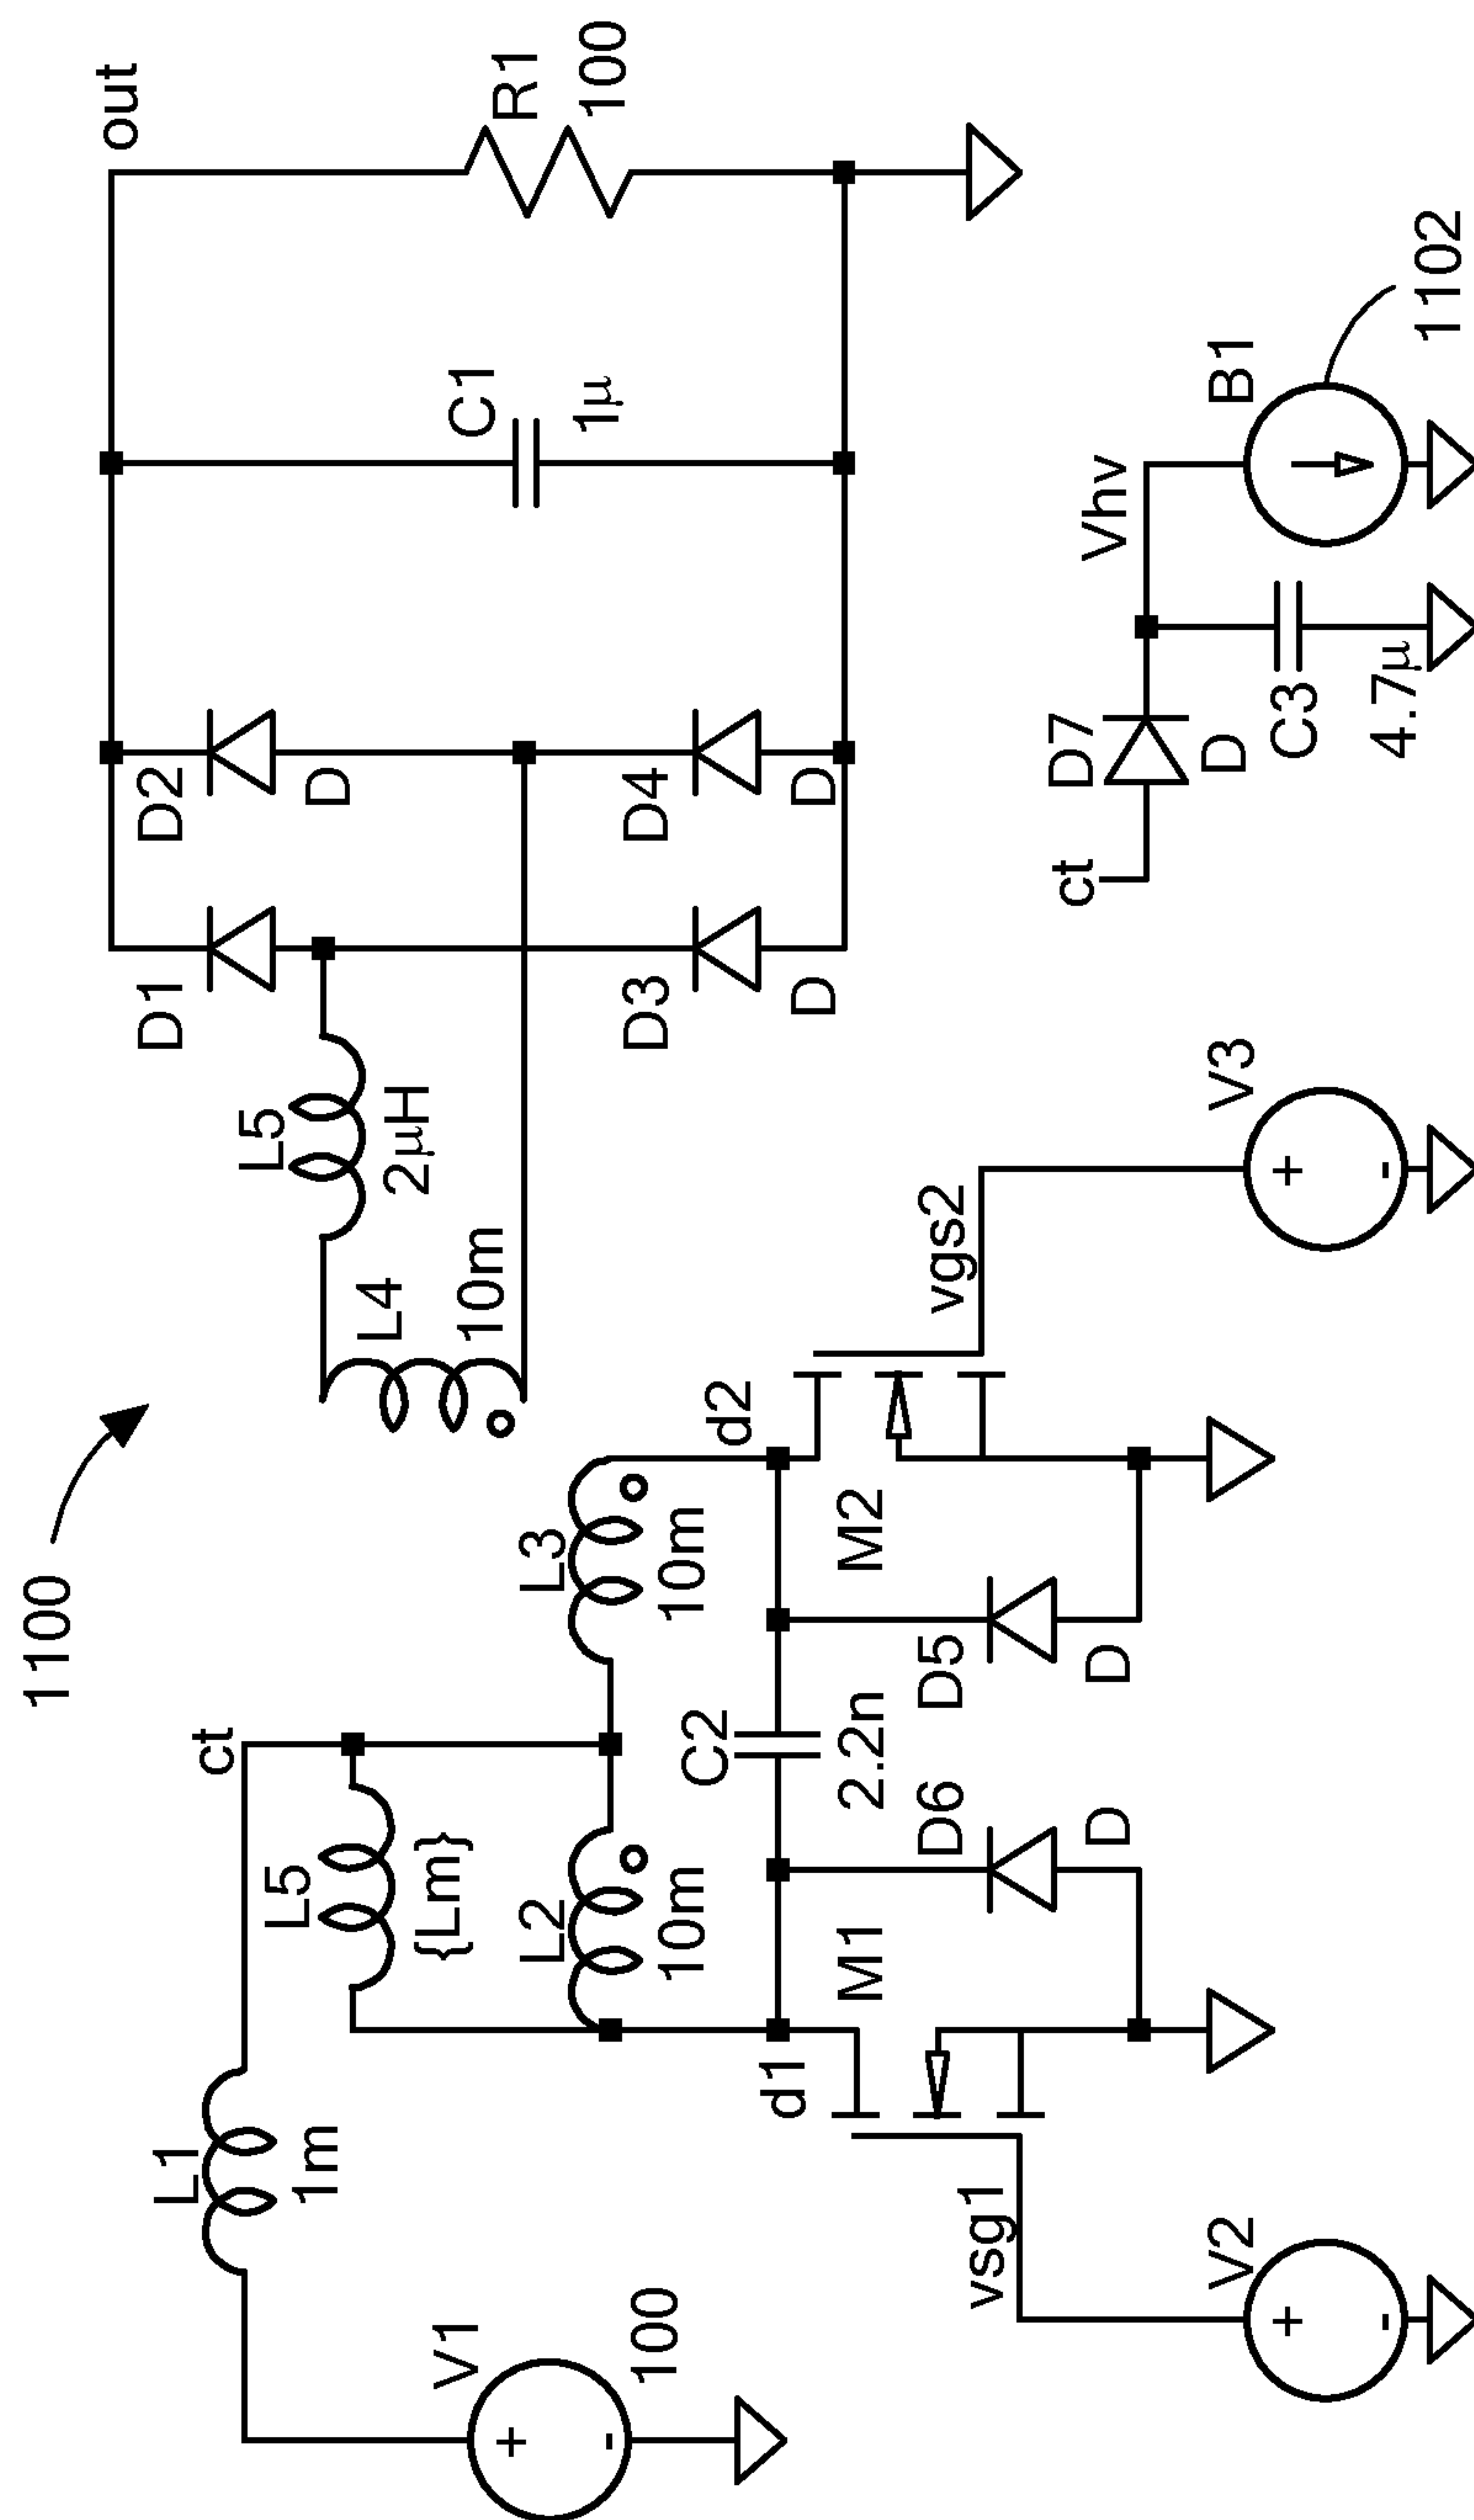 1100
out
R1
100
C1
1µ
D2
D
D1
D4
D
D3
D
L5
2µH
L4
10m
ct
L1
1m
L5
{Lm}
L3
10m
L2
10m
V1
100
d2
C2
2.2n
M2
d1
M1
D5
D
D6
D
vgs2
V3
vsg1
V2
ct
D7
D
Vhv
C3
4.7µ
B1
1102
+
-
+
-
+
-